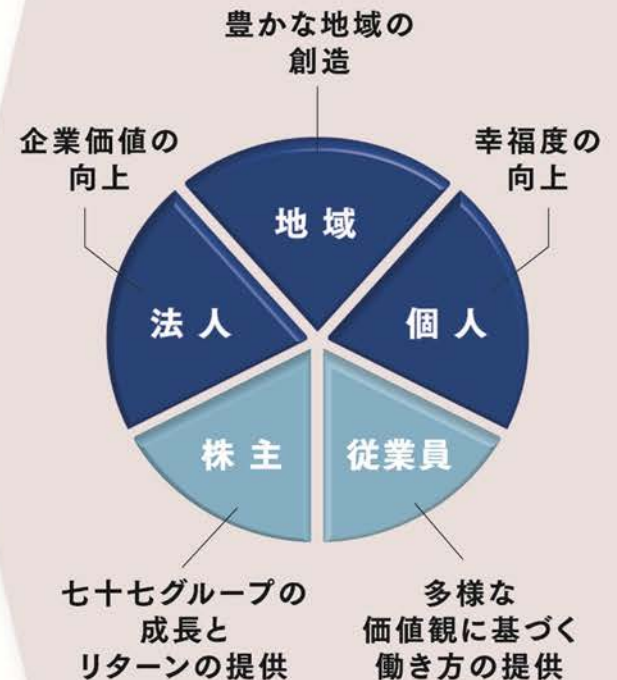 豊かな地域の
創造
企業価値の
向上
幸福度の
向上
地域
法人
個人
株主
従業員
七十七グループの
成長と
リターンの提供
多様な
価値観に基づく
働き方の提供